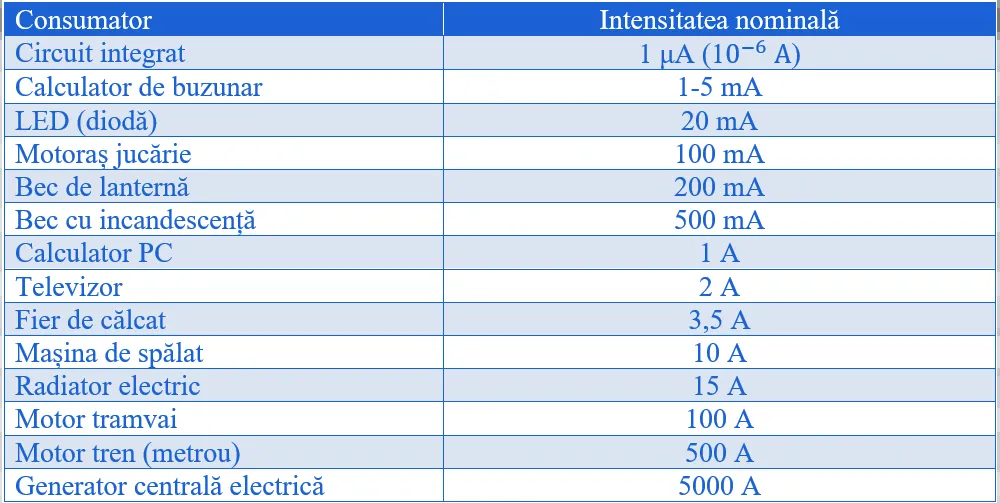 Consumator Intensitatea nominală
Circuit integrat 1 μA (10⁻⁶ A)
Calculator de buzunar 1-5 mA
LED (diodă) 20 mA
Motoraș jucărie 100 mA
Bec de lanternă 200 mA
Bec cu incandescență 500 mA
Calculator PC 1 A
Televizor 2 A
Fier de călcat 3,5 A
Mașina de spălat 10 A
Radiator electric 15 A
Motor tramvai 100 A
Motor tren (metrou) 500 A
Generator centrală electrică 5000 A